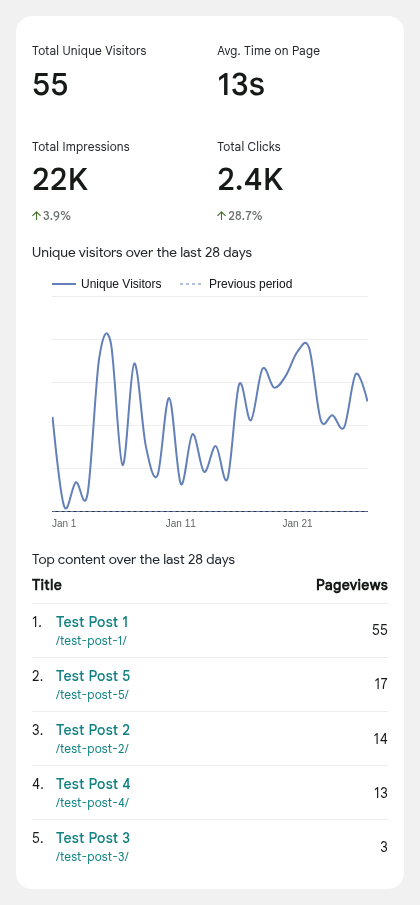 Total Unique Visitors Avg. Time on Page
55 13s
Total Impressions Total Clicks
22K 2.4K
↑3.9% ↑28.7%
Unique visitors over the last 28 days
Unique Visitors Previous period
Jan 1 Jan 11 Jan 21
Top content over the last 28 days
Title Pageviews
1. Test Post 1
/test-post-1/ 55
2. Test Post 5
/test-post-5/ 17
3. Test Post 2
/test-post-2/ 14
4. Test Post 4
/test-post-4/ 13
5. Test Post 3
/test-post-3/ 3